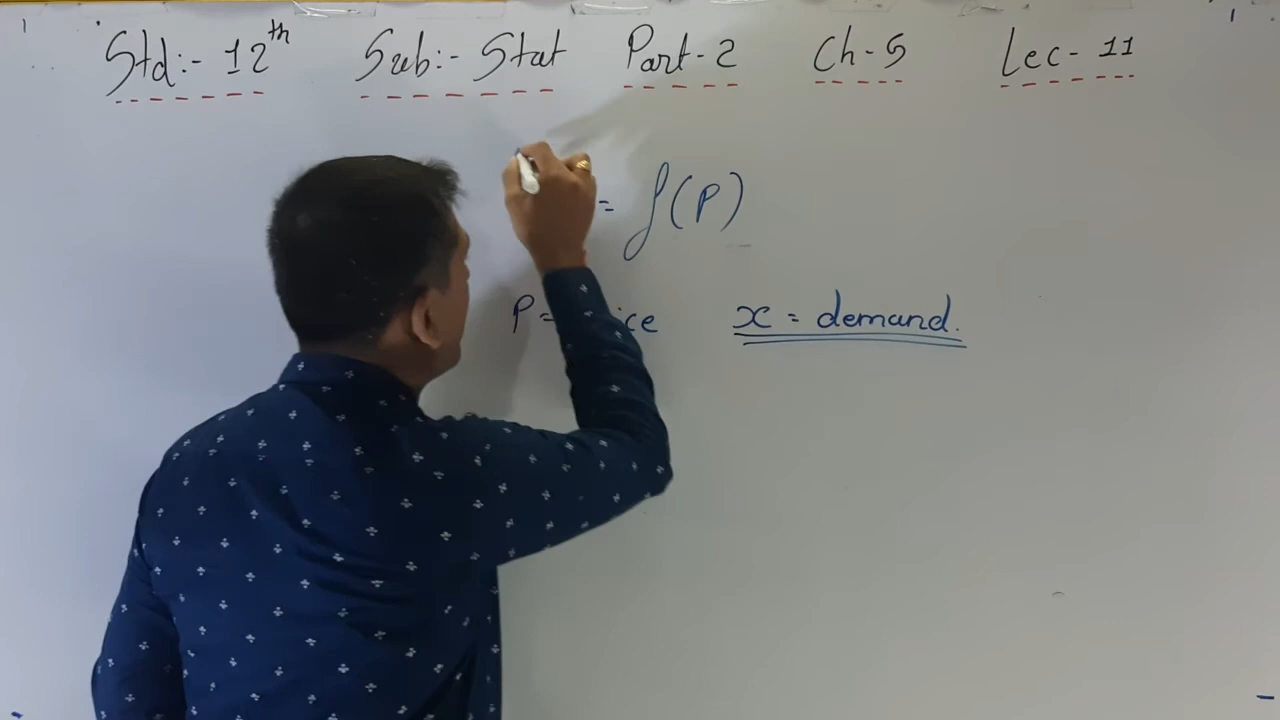 Std:- 12th Sub:- Stat Part-2 Ch-5 Lec-11
= f(P)
P= ice x = demand.